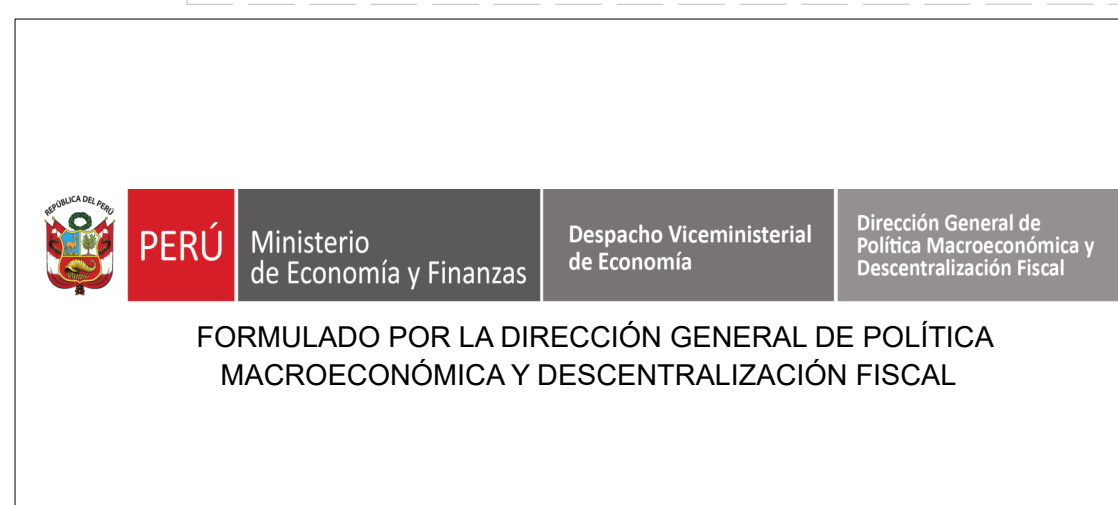 REPÚBLICA DEL PERÚ
PERÚ
Ministerio
de Economía y Finanzas
Despacho Viceministerial
de Economía
Dirección General de
Política Macroeconómica y
Descentralización Fiscal
FORMULADO POR LA DIRECCIÓN GENERAL DE POLÍTICA
MACROECONÓMICA Y DESCENTRALIZACIÓN FISCAL